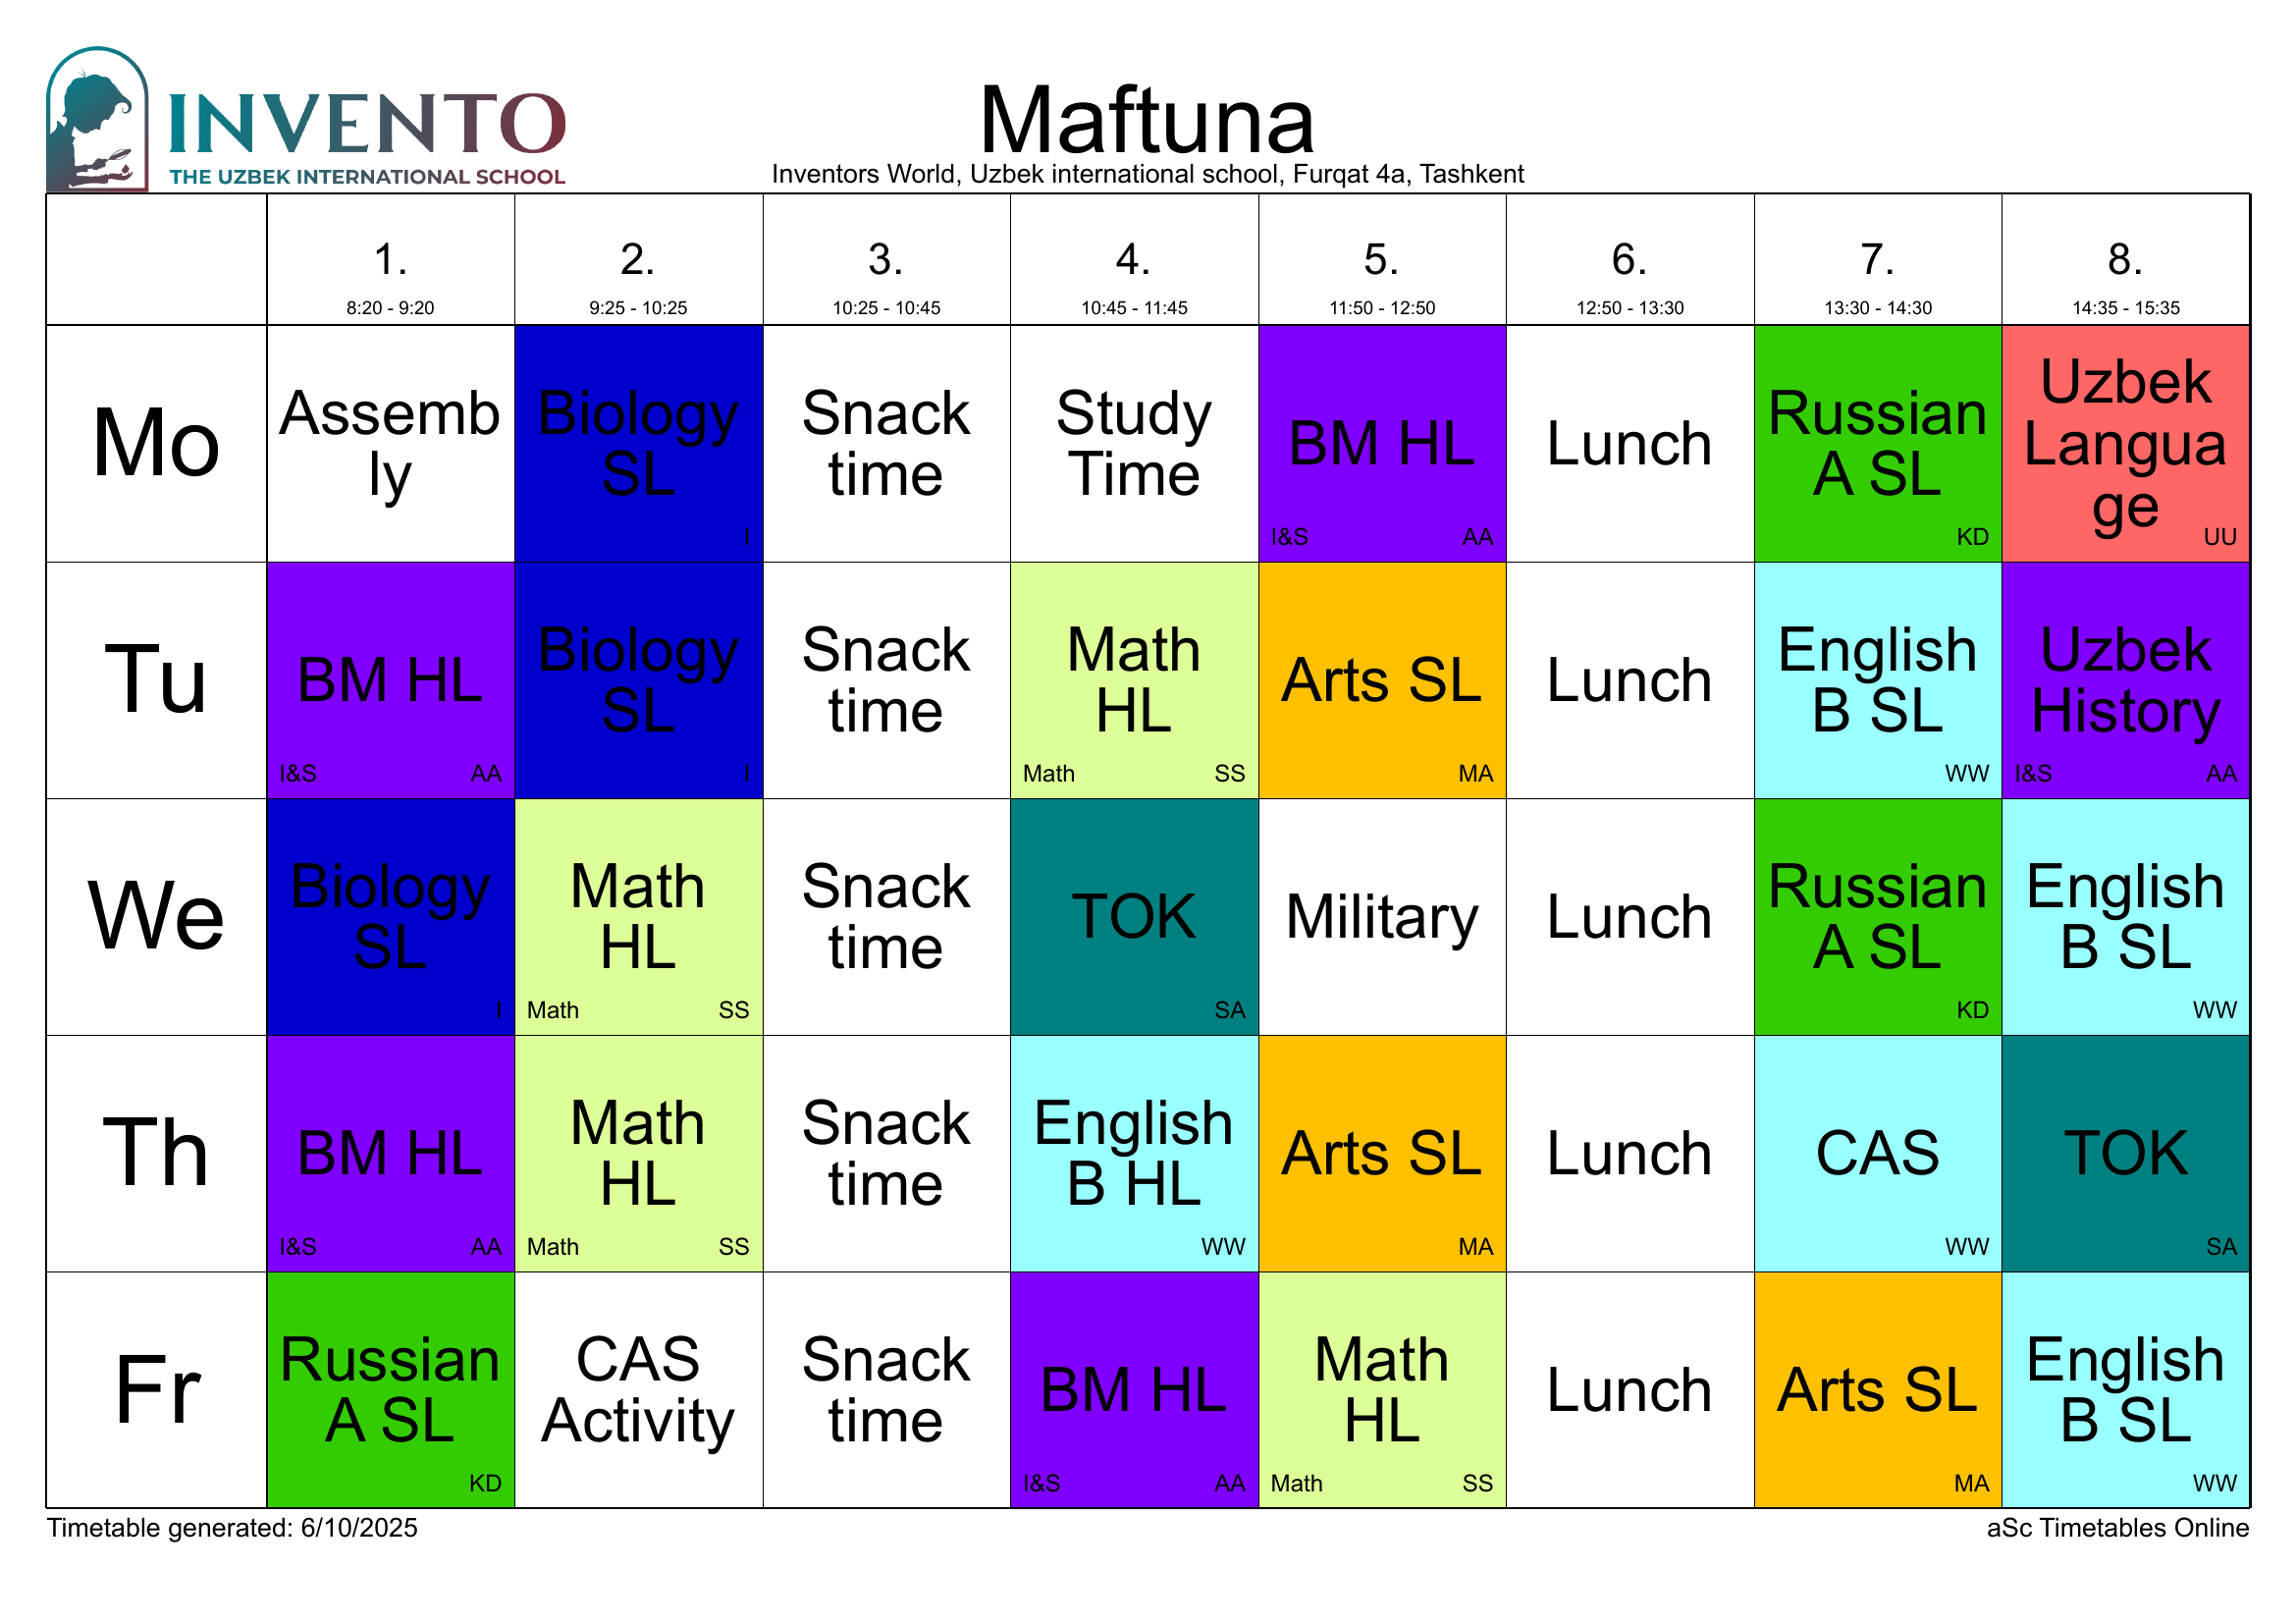 INVENTO
THE UZBEK INTERNATIONAL SCHOOL
Maftuna
Inventors World, Uzbek international school, Furqat 4a, Tashkent
1. 2. 3. 4. 5. 6. 7. 8.
8:20 - 9:20 9:25 - 10:25 10:25 - 10:45 10:45 - 11:45 11:50 - 12:50 12:50 - 13:30 13:30 - 14:30 14:35 - 15:35
Mo
Assemb
ly
Biology
SL
I
Snack
time
Study
Time
BM HL
I&S AA
Lunch
Russian
A SL
KD
Uzbek
Langua
ge
UU
Tu
BM HL
I&S AA
Biology
SL
I
Snack
time
Math
HL
Math SS
Arts SL
MA
Lunch
English
B SL
WW
Uzbek
History
I&S AA
We
Biology
SL
I
Math
HL
Math SS
Snack
time
TOK
SA
Military
Lunch
Russian
A SL
KD
English
B SL
WW
Th
BM HL
I&S AA
Math
HL
Math SS
Snack
time
English
B HL
WW
Arts SL
MA
Lunch
CAS
WW
TOK
SA
Fr
Russian
A SL
KD
CAS
Activity
Snack
time
BM HL
I&S AA
Math
HL
Math SS
Lunch
Arts SL
MA
English
B SL
WW
Timetable generated: 6/10/2025
aSc Timetables Online